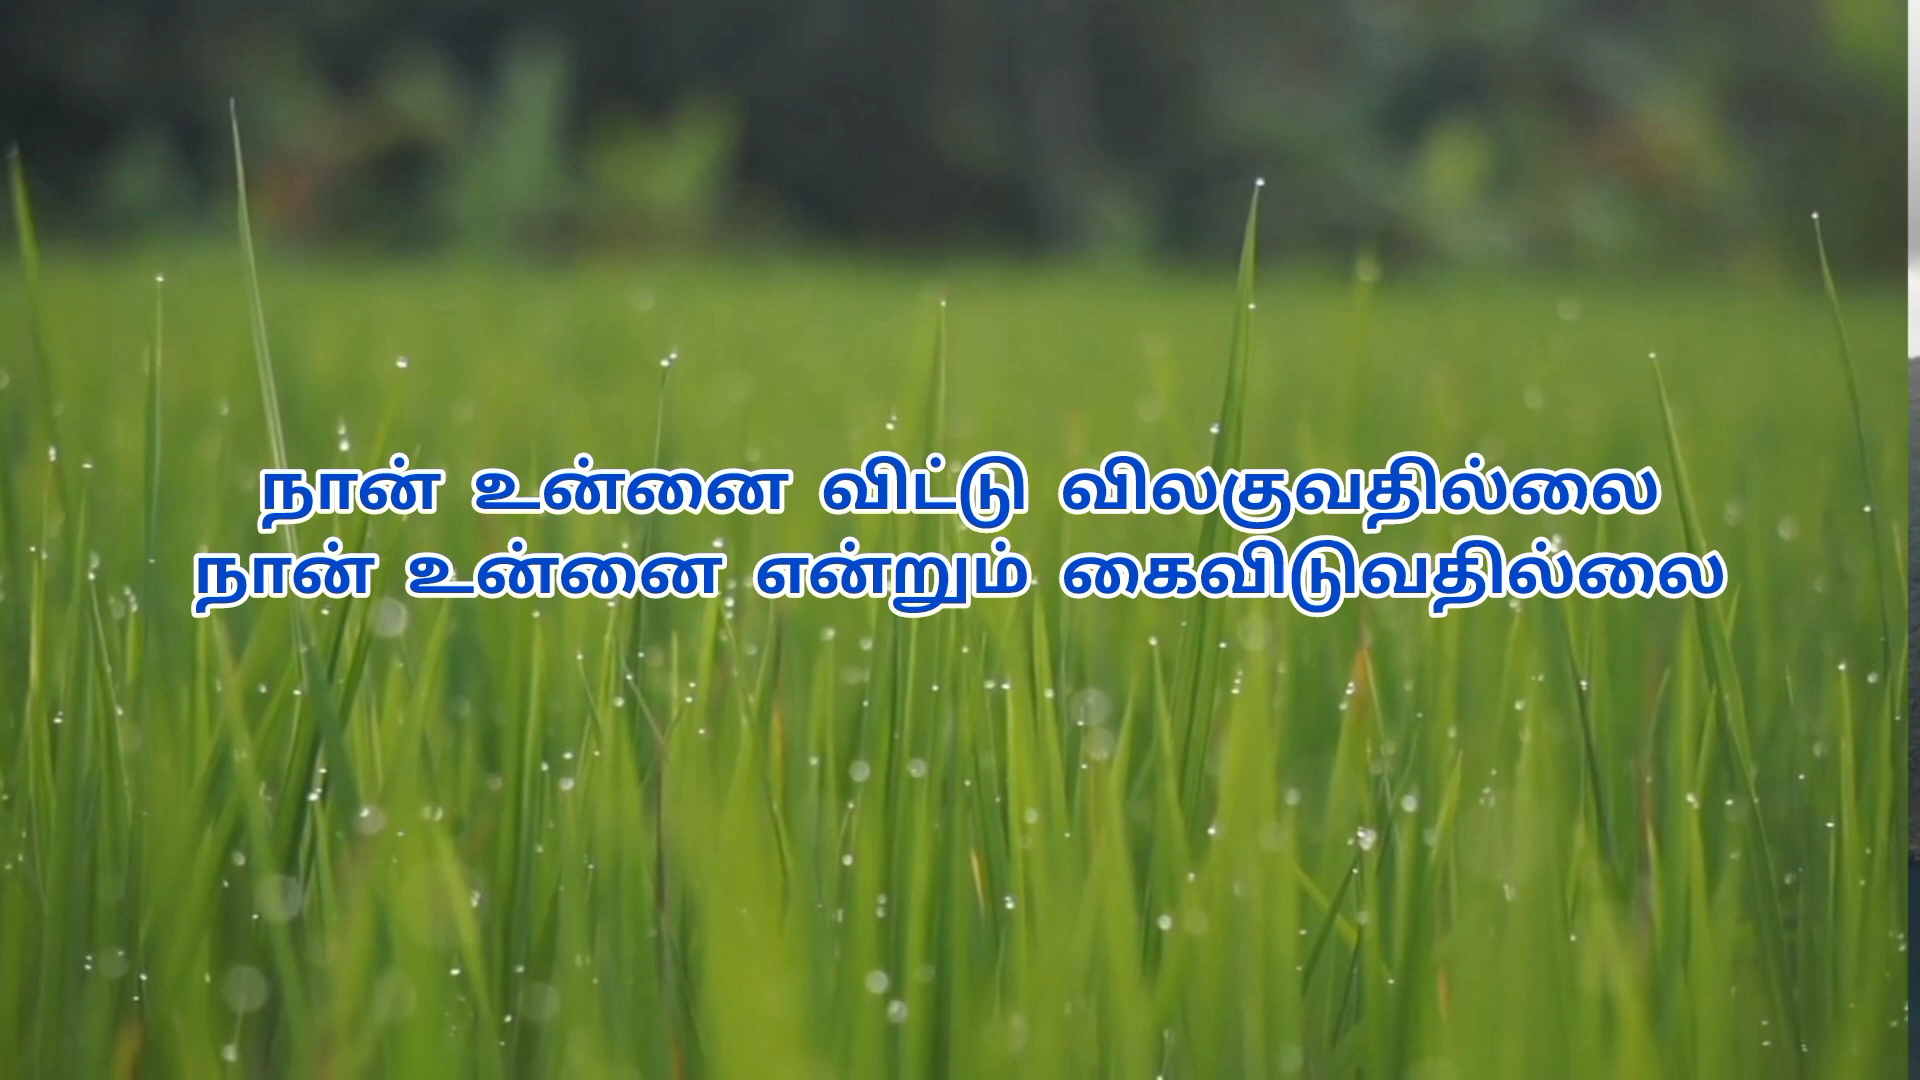 நான் உன்னை விட்டு விலகுவதில்லை
நான் உன்னை என்றும் கைவிடுவதில்லை